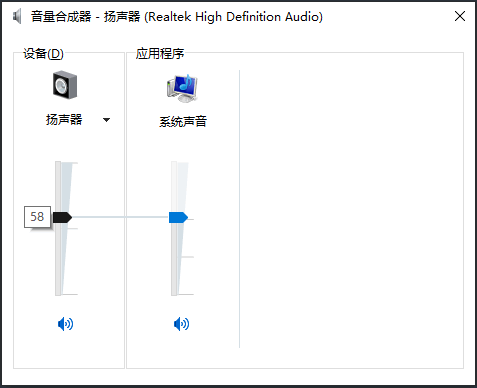 音量合成器 - 扬声器 (Realtek High Definition Audio)
设备(D)
应用程序
扬声器
系统声音
58